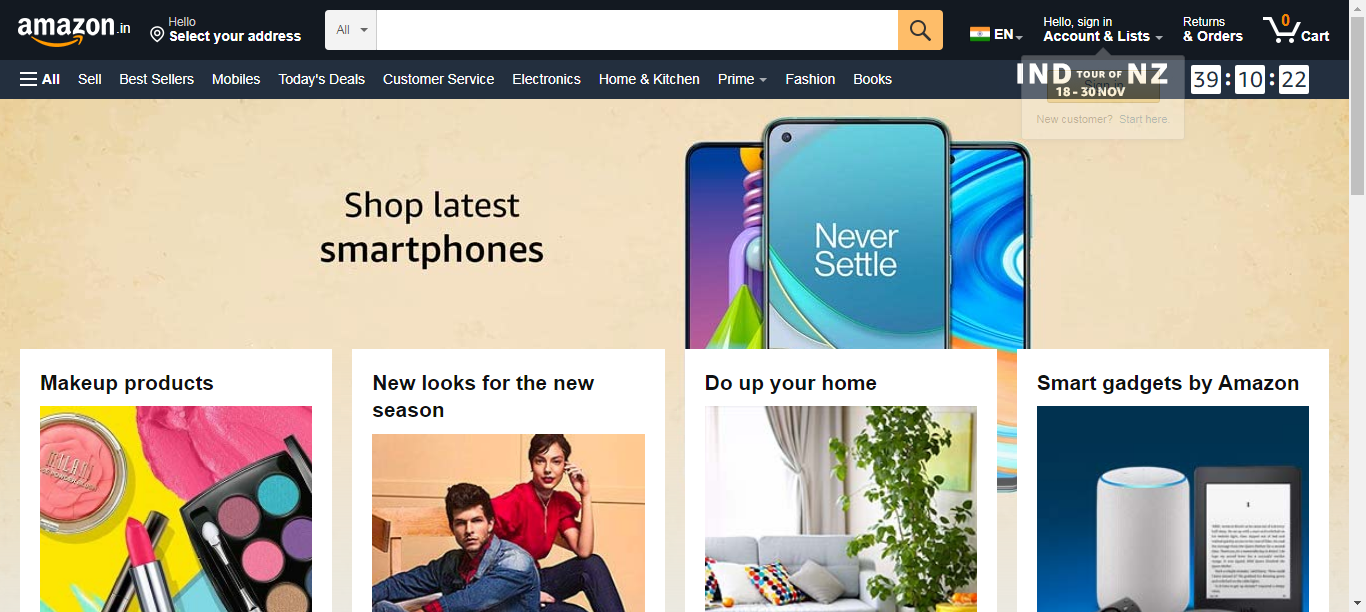 amazon.in
Hello
Select your address
All
EN
Hello, sign in
Account & Lists
Returns
& Orders
0
Cart
All
Sell
Best Sellers
Mobiles
Today's Deals
Customer Service
Electronics
Home & Kitchen
Prime
Fashion
Books
IND TOUR OF NZ
18 - 30 NOV
39 : 10 : 22
New customer? Start here.
Shop latest
smartphones
Never
Settle
Makeup products
New looks for the new
season
Do up your home
Smart gadgets by Amazon
MILANI